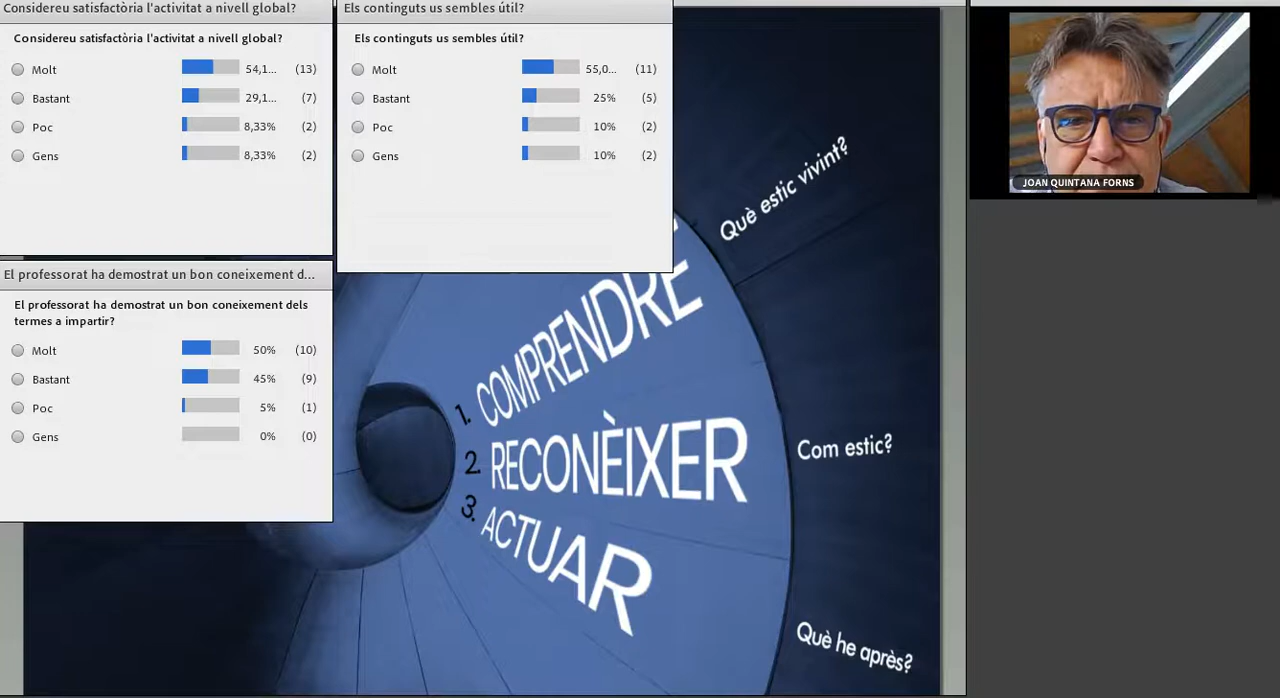 Considereu satisfactòria l'activitat a nivell global?
Considereu satisfactòria l'activitat a nivell global?
Molt 54,1... (13)
Bastant 29,1... (7)
Poc 8,33% (2)
Gens 8,33% (2)
Els continguts us sembles útil?
Els continguts us sembles útil?
Molt 55,0... (11)
Bastant 25% (5)
Poc 10% (2)
Gens 10% (2)
El professorat ha demostrat un bon coneixement d...
El professorat ha demostrat un bon coneixement dels
termes a impartir?
Molt 50% (10)
Bastant 45% (9)
Poc 5% (1)
Gens 0% (0)
1. COMPRENDRE
2. RECONÈIXER
3. ACTUAR
Què estic vivint?
Com estic?
Què he après?
JOAN QUINTANA FORNS